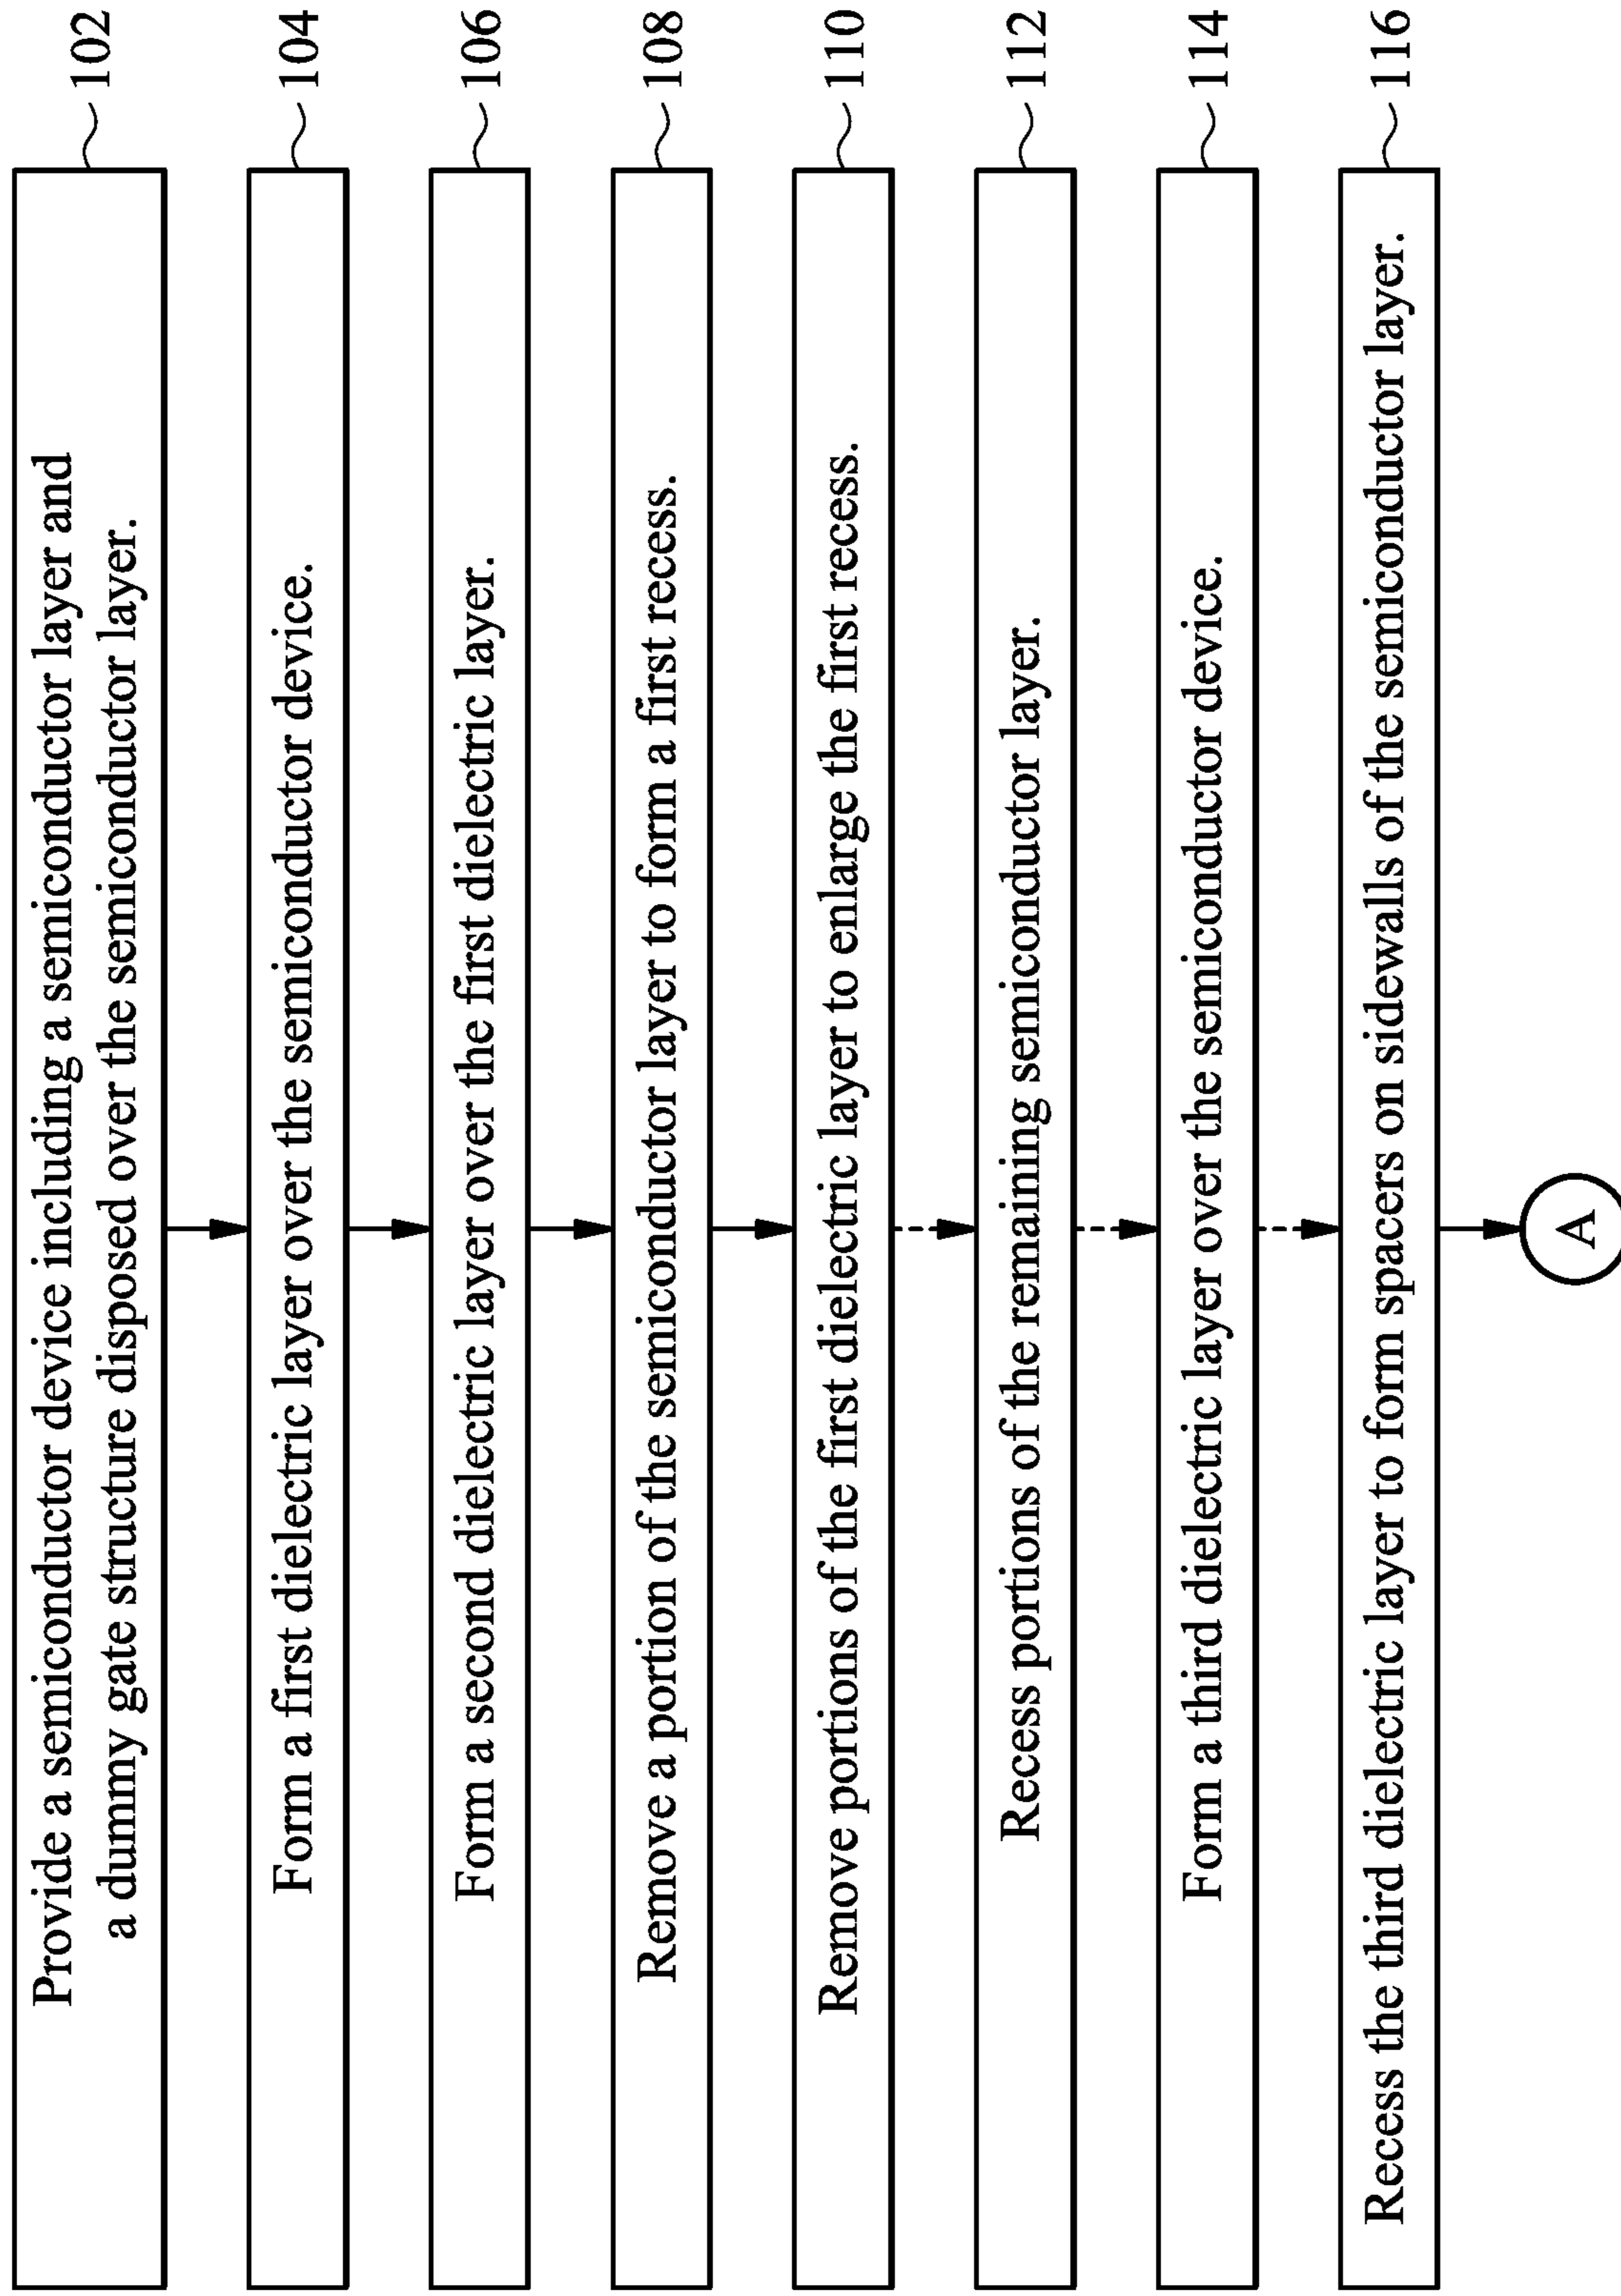 Provide a semiconductor device including a semiconductor layer and
a dummy gate structure disposed over the semiconductor layer.
102
Form a first dielectric layer over the semiconductor device.
104
Form a second dielectric layer over the first dielectric layer.
106
Remove a portion of the semiconductor layer to form a first recess.
108
Remove portions of the first dielectric layer to enlarge the first recess.
110
Recess portions of the remaining semiconductor layer.
112
Form a third dielectric layer over the semiconductor device.
114
Recess the third dielectric layer to form spacers on sidewalls of the semiconductor layer.
116
A